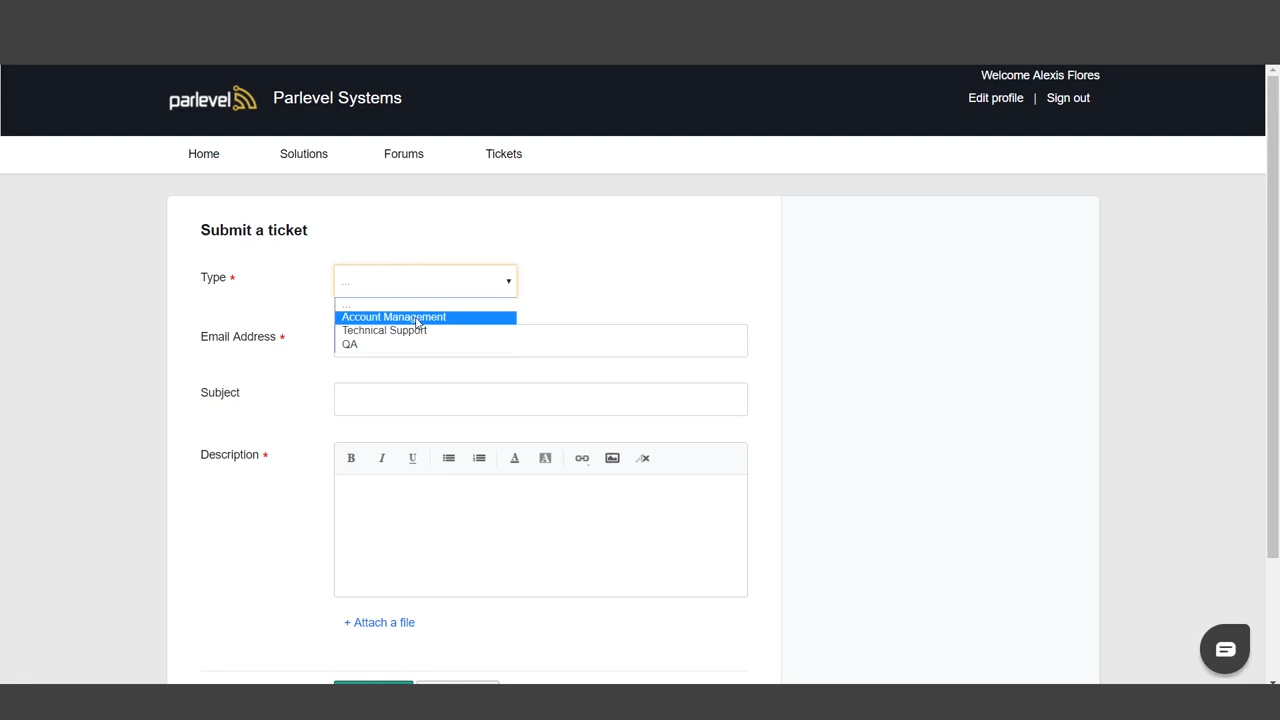 Welcome Alexis Flores
parlevel Parlevel Systems
Edit profile | Sign out
Home Solutions Forums Tickets
Submit a ticket
Type *
...
...
Account Management
Technical Support
QA
Email Address *
Subject
Description *
B I U A A
+ Attach a file